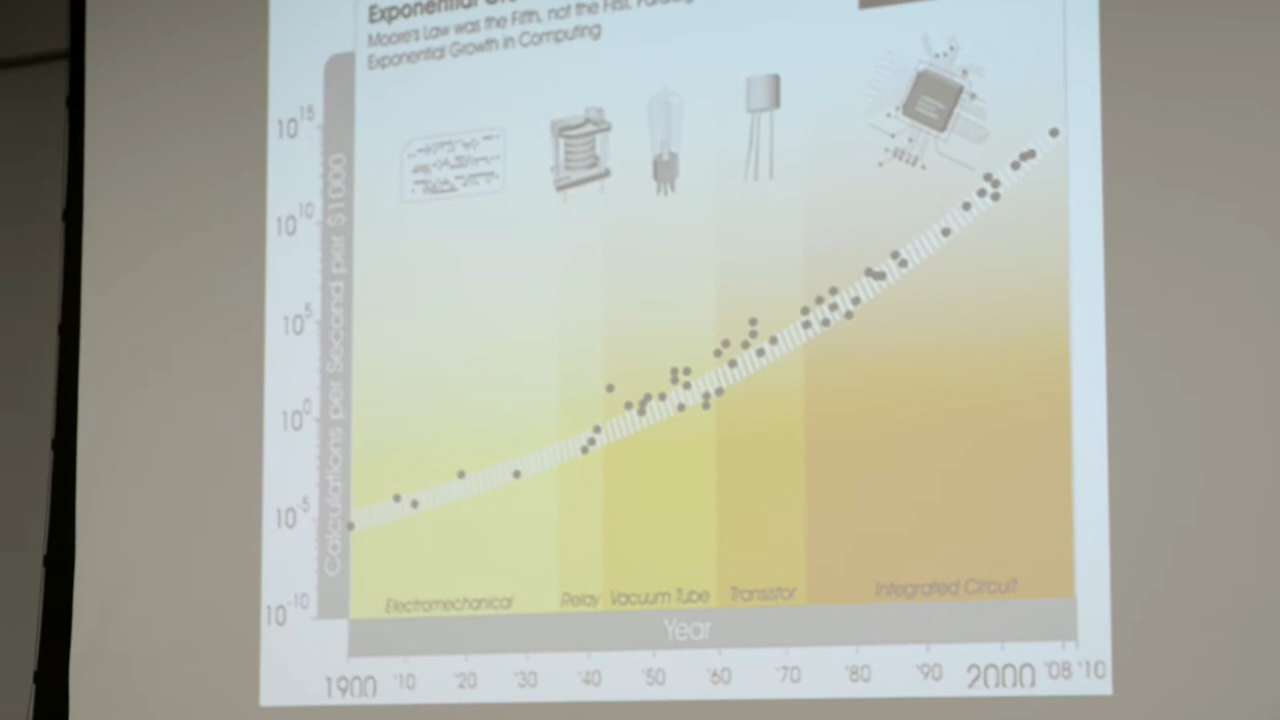 Exponential
Moore's Law was the Fifth, not the First,
Exponential Growth in Computing
Calculations per Second per $1000
10^15
10^10
10^5
10^0
10^-5
10^-10
Electromechanical Relay Vacuum Tube Transistor Integrated Circuit
Year
1900 '10 '20 '30 '40 '50 '60 '70 '80 '90 2000 '08 '10